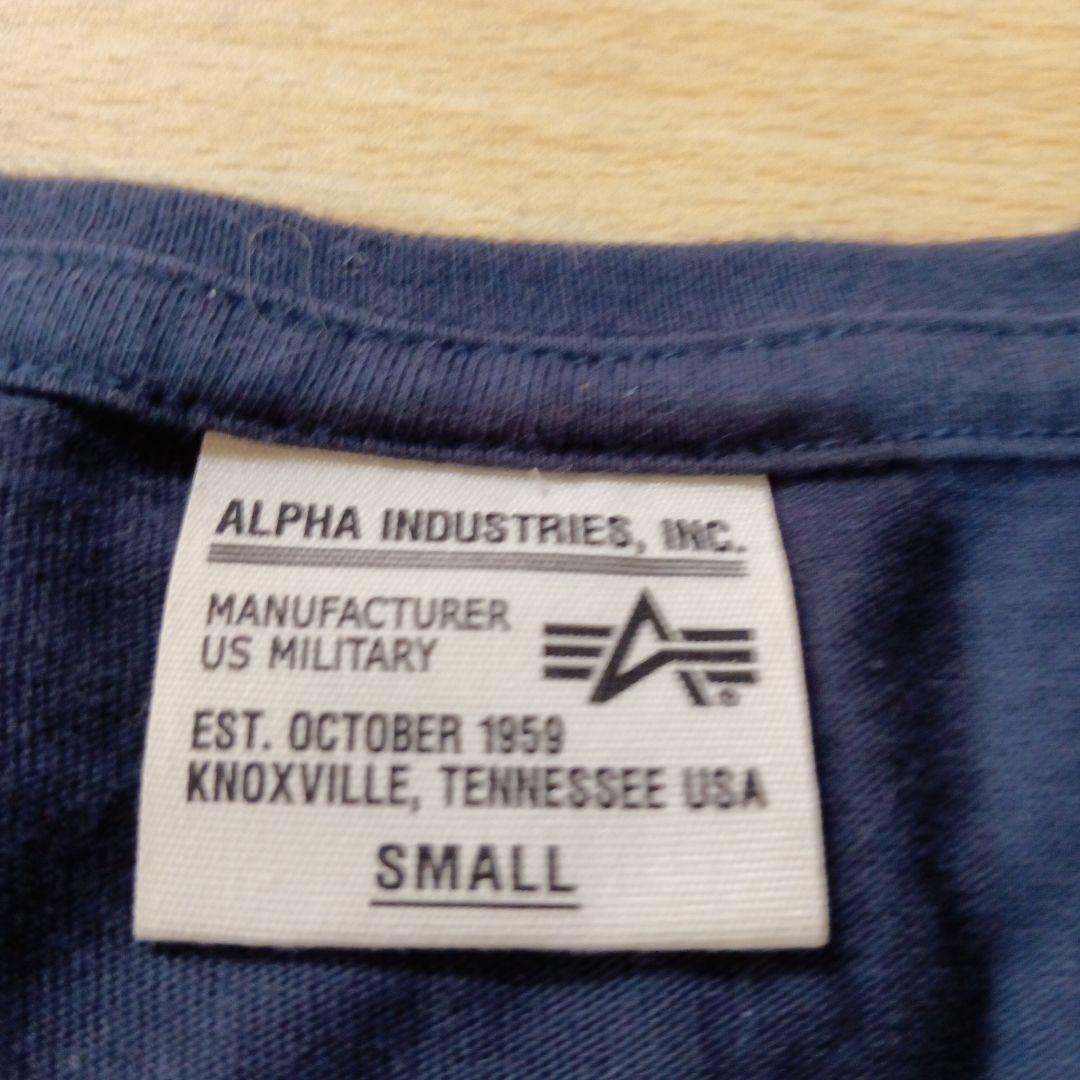 ALPHA INDUSTRIES, INC.
MANUFACTURER
US MILITARY
EST. OCTOBER 1959
KNOXVILLE, TENNESSEE USA
SMALL